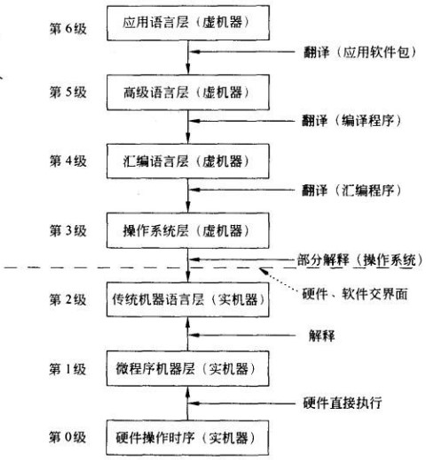 第6级 应用语言层（虚机器）
翻译（应用软件包）
第5级 高级语言层（虚机器）
翻译（编译程序）
第4级 汇编语言层（虚机器）
翻译（汇编程序）
第3级 操作系统层（虚机器）
部分解释（操作系统）
硬件、软件交界面
第2级 传统机器语言层（实机器）
解释
第1级 微程序机器层（实机器）
硬件直接执行
第0级 硬件操作时序（实机器）